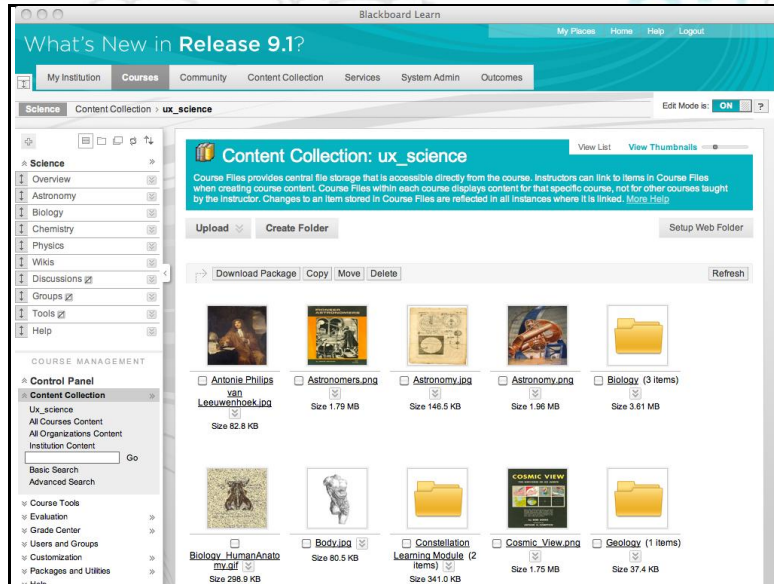 Blackboard Learn
My Places Home Help Logout
What's New in Release 9.1?
My Institution Courses Community Content Collection Services System Admin Outcomes
Science Content Collection > ux_science
Edit Mode is: ON ?
Science
Overview
Astronomy
Biology
Chemistry
Physics
Wikis
Discussions
Groups
Tools
Help
COURSE MANAGEMENT
Control Panel
Content Collection
Ux_science
All Courses Content
All Organizations Content
Institution Content
Go
Basic Search
Advanced Search
Course Tools
Evaluation
Grade Center
Users and Groups
Customization
Packages and Utilities
Help
View List View Thumbnails
Content Collection: ux_science
Course Files provides central file storage that is accessible directly from the course. Instructors can link to items in Course Files
when creating course content. Course Files within each course displays content for that specific course, not for other courses taught
by the instructor. Changes to an item stored in Course Files are reflected in all instances where it is linked. More Help
Upload Create Folder Setup Web Folder
Download Package Copy Move Delete Refresh
PIONEER
ASTRONOMERS
Antonie Philips
van
Leeuwenhoek.jpg
Size 82.8 KB
Astronomers.png
Size 1.79 MB
Astronomy.jpg
Size 146.5 KB
Astronomy.png
Size 1.96 MB
Biology (3 items)
Size 3.61 MB
COSMIC VIEW
Biology_HumanAnato
my.gif
Size 298.9 KB
Body.jpg
Size 80.5 KB
Constellation
Learning Module (2
items)
Size 341.0 KB
Cosmic_View.png
Size 1.75 MB
Geology (1 items)
Size 37.4 KB